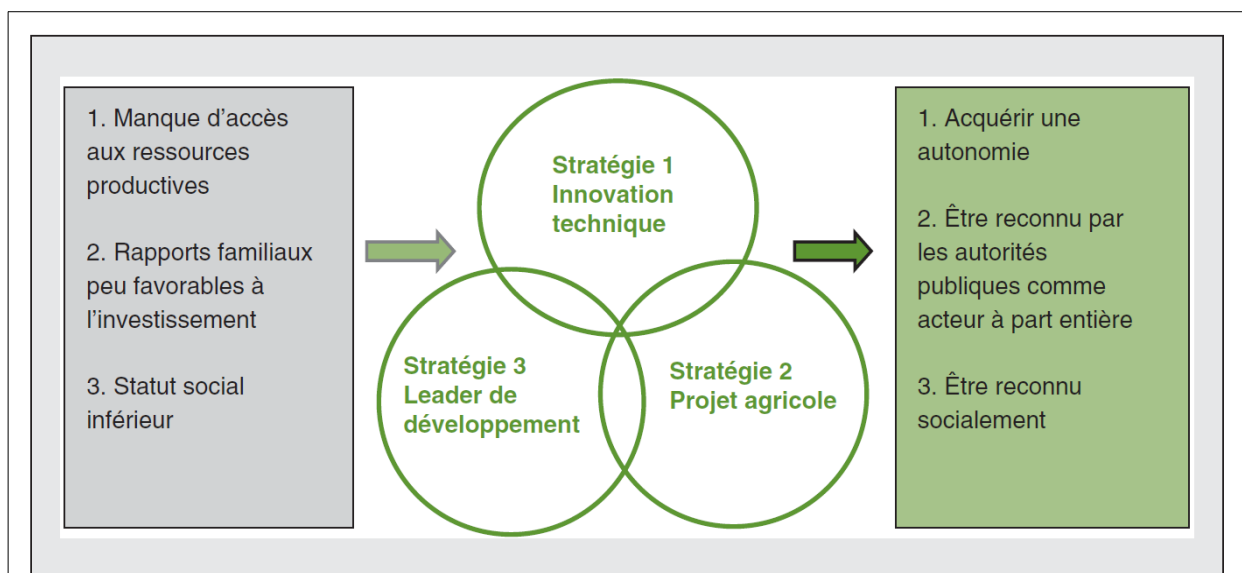 1. Manque d'accès
aux ressources
productives
2. Rapports familiaux
peu favorables à
l'investissement
3. Statut social
inférieur
Stratégie 1
Innovation
technique
Stratégie 3
Leader de
développement
Stratégie 2
Projet agricole
1. Acquérir une
autonomie
2. Être reconnu par
les autorités
publiques comme
acteur à part entière
3. Être reconnu
socialement